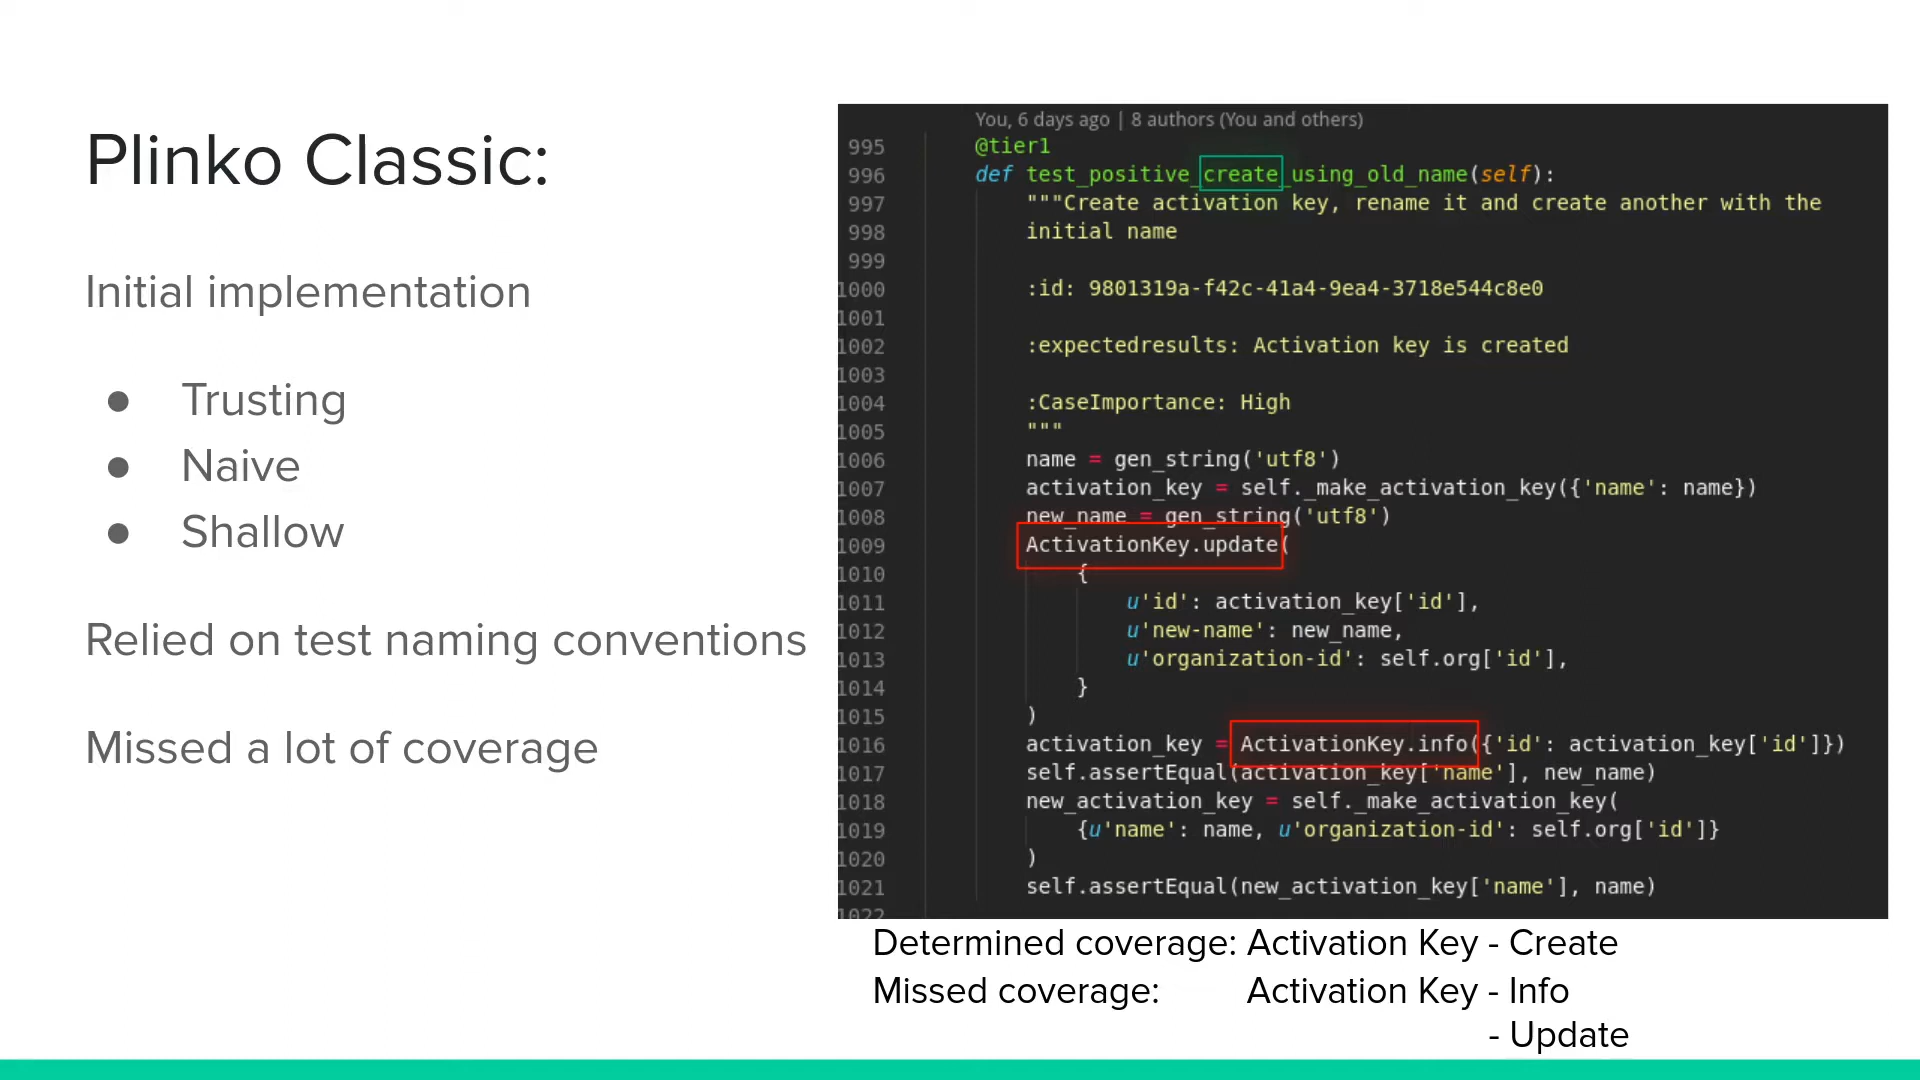 Plinko Classic:
Initial implementation
● Trusting
● Naive
● Shallow
Relied on test naming conventions
Missed a lot of coverage
You, 6 days ago | 8 authors (You and others)
995 @tier1
996 def test_positive_create_using_old_name(self):
997 """Create activation key, rename it and create another with the
998 initial name
999
1000 :id: 9801319a-f42c-41a4-9ea4-3718e544c8e0
1001
1002 :expectedresults: Activation key is created
1003
1004 :CaseImportance: High
1005 """
1006 name = gen_string('utf8')
1007 activation_key = self._make_activation_key({'name': name})
1008 new_name = gen_string('utf8')
1009 ActivationKey.update(
1010 {
1011 u'id': activation_key['id'],
1012 u'new-name': new_name,
1013 u'organization-id': self.org['id'],
1014 }
1015 )
1016 activation_key = ActivationKey.info({'id': activation_key['id']})
1017 self.assertEqual(activation_key['name'], new_name)
1018 new_activation_key = self._make_activation_key(
1019 {u'name': name, u'organization-id': self.org['id']}
1020 )
1021 self.assertEqual(new_activation_key['name'], name)
1022
Determined coverage: Activation Key - Create
Missed coverage: Activation Key - Info
- Update